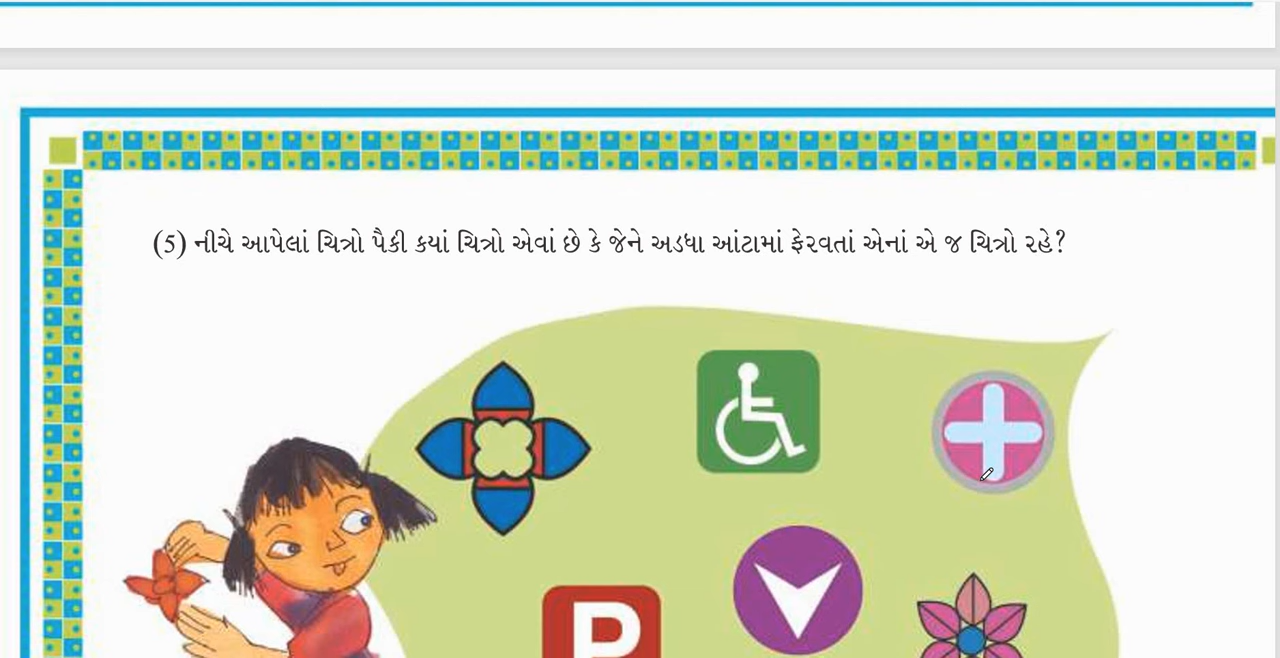 (5) નીચે આપેલાં ચિત્રો પૈકી કયાં ચિત્રો એવાં છે કે જેને અડધા આંટામાં ફેરવતાં એનાં એ જ ચિત્રો રહે?
P